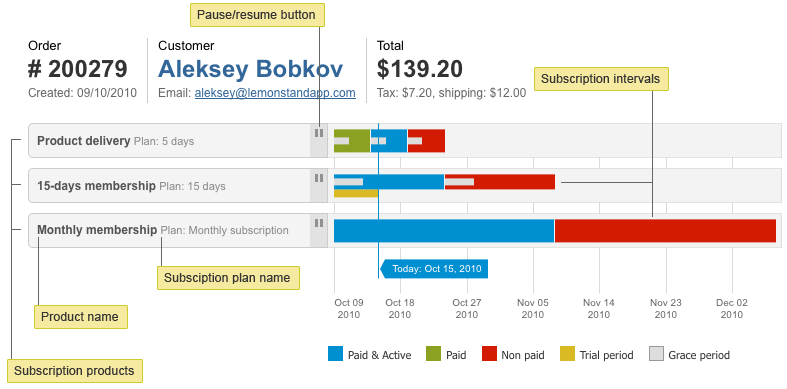 Pause/resume button
Order
# 200279
Created: 09/10/2010
Customer
Aleksey Bobkov
Email: aleksey@lemonstandapp.com
Total
$139.20
Tax: $7.20, shipping: $12.00
Subscription intervals
Product delivery Plan: 5 days
15-days membership Plan: 15 days
Monthly membership Plan: Monthly subscription
Today: Oct 15, 2010
Subsciption plan name
Product name
Subscription products
Oct 09
2010
Oct 18
2010
Oct 27
2010
Nov 05
2010
Nov 14
2010
Nov 23
2010
Dec 02
2010
Paid & Active
Paid
Non paid
Trial period
Grace period